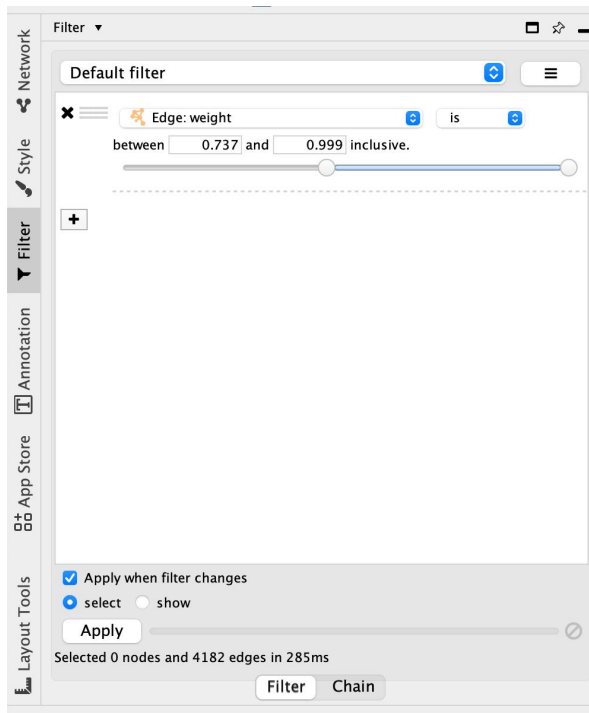 Filter ▼
Network
Style
Filter
Annotation
App Store
Layout Tools
Default filter
Edge: weight
is
between 0.737 and 0.999 inclusive.
+
Apply when filter changes
select show
Apply
Selected 0 nodes and 4182 edges in 285ms
Filter Chain